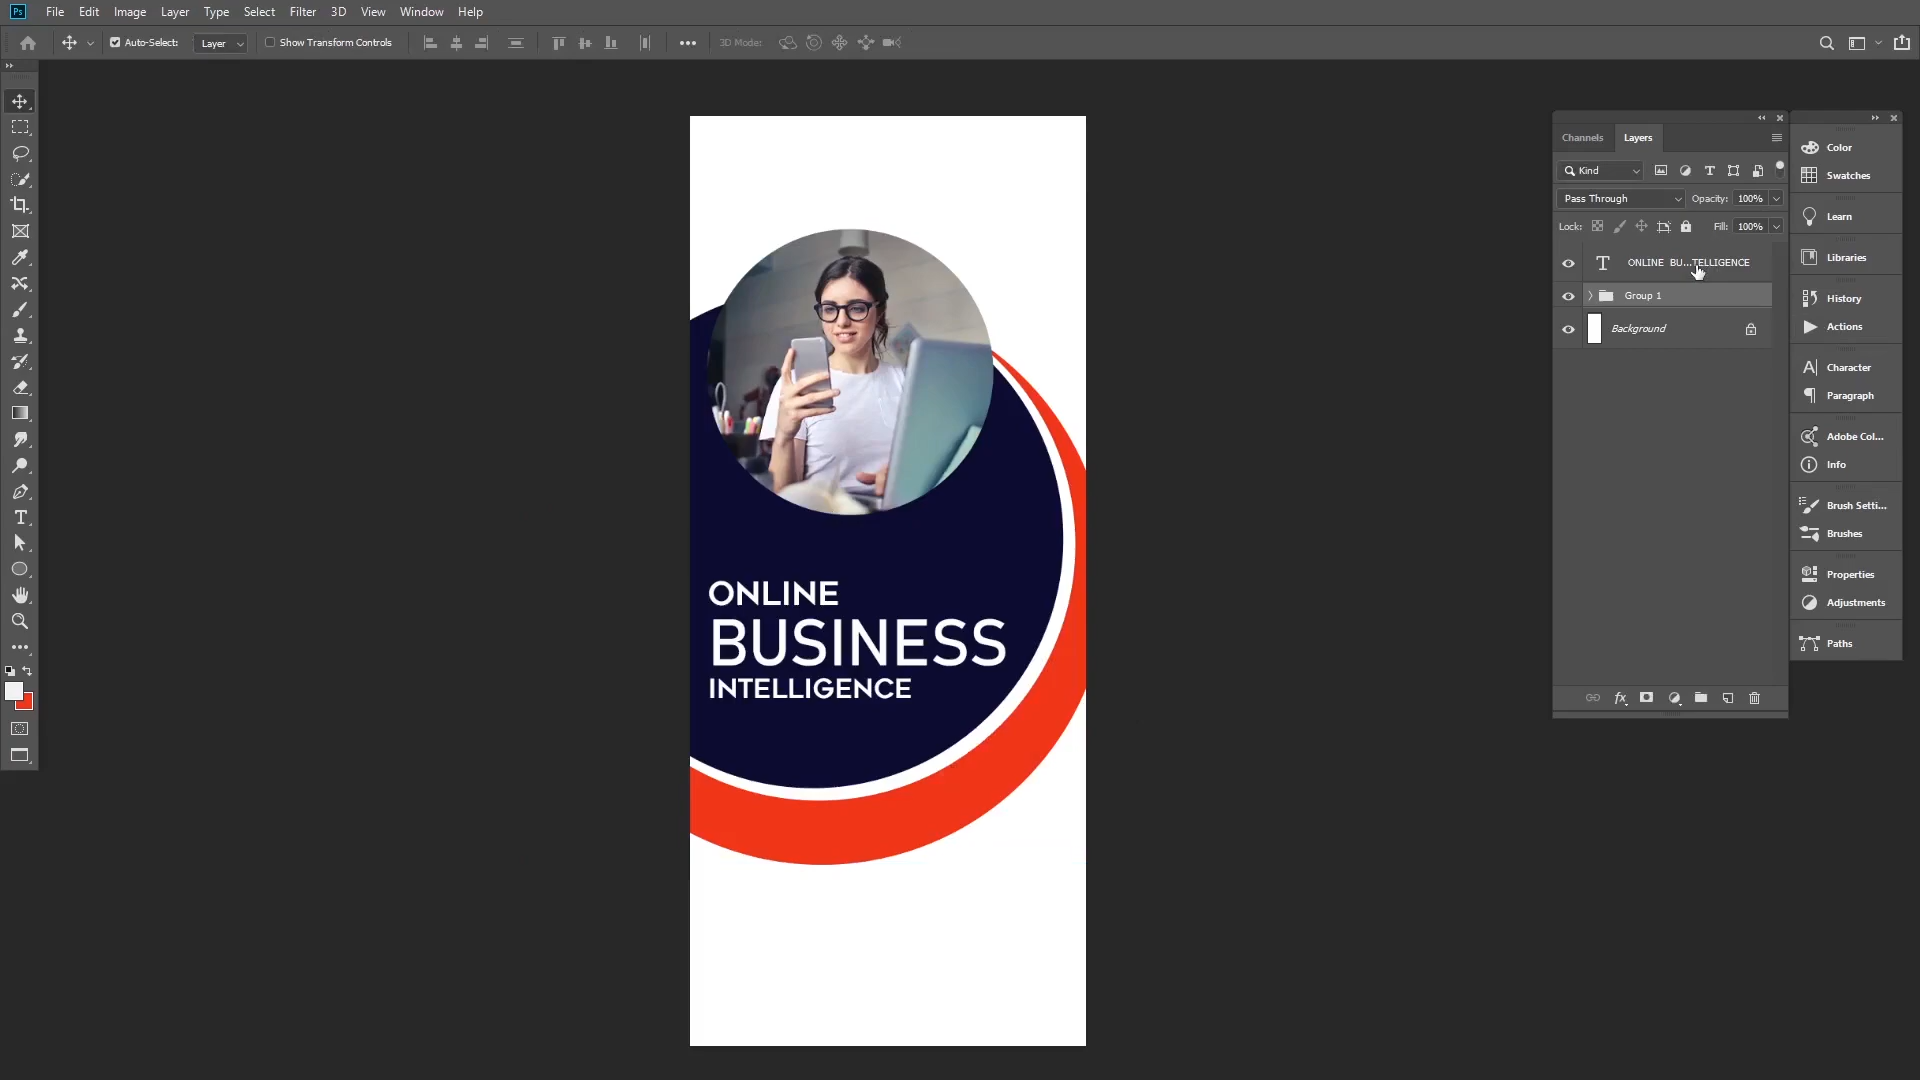 Ps File Edit Image Layer Type Select Filter 3D View Window Help
Auto-Select: Layer Show Transform Controls 3D Mode:
Channels Layers
Kind
Pass Through Opacity: 100%
Lock: Fill: 100%
ONLINE BU...TELLIGENCE
Group 1
Background
Color
Swatches
Learn
Libraries
History
Actions
Character
Paragraph
Adobe Col...
Info
Brush Setti...
Brushes
Properties
Adjustments
Paths
ONLINE
BUSINESS
INTELLIGENCE